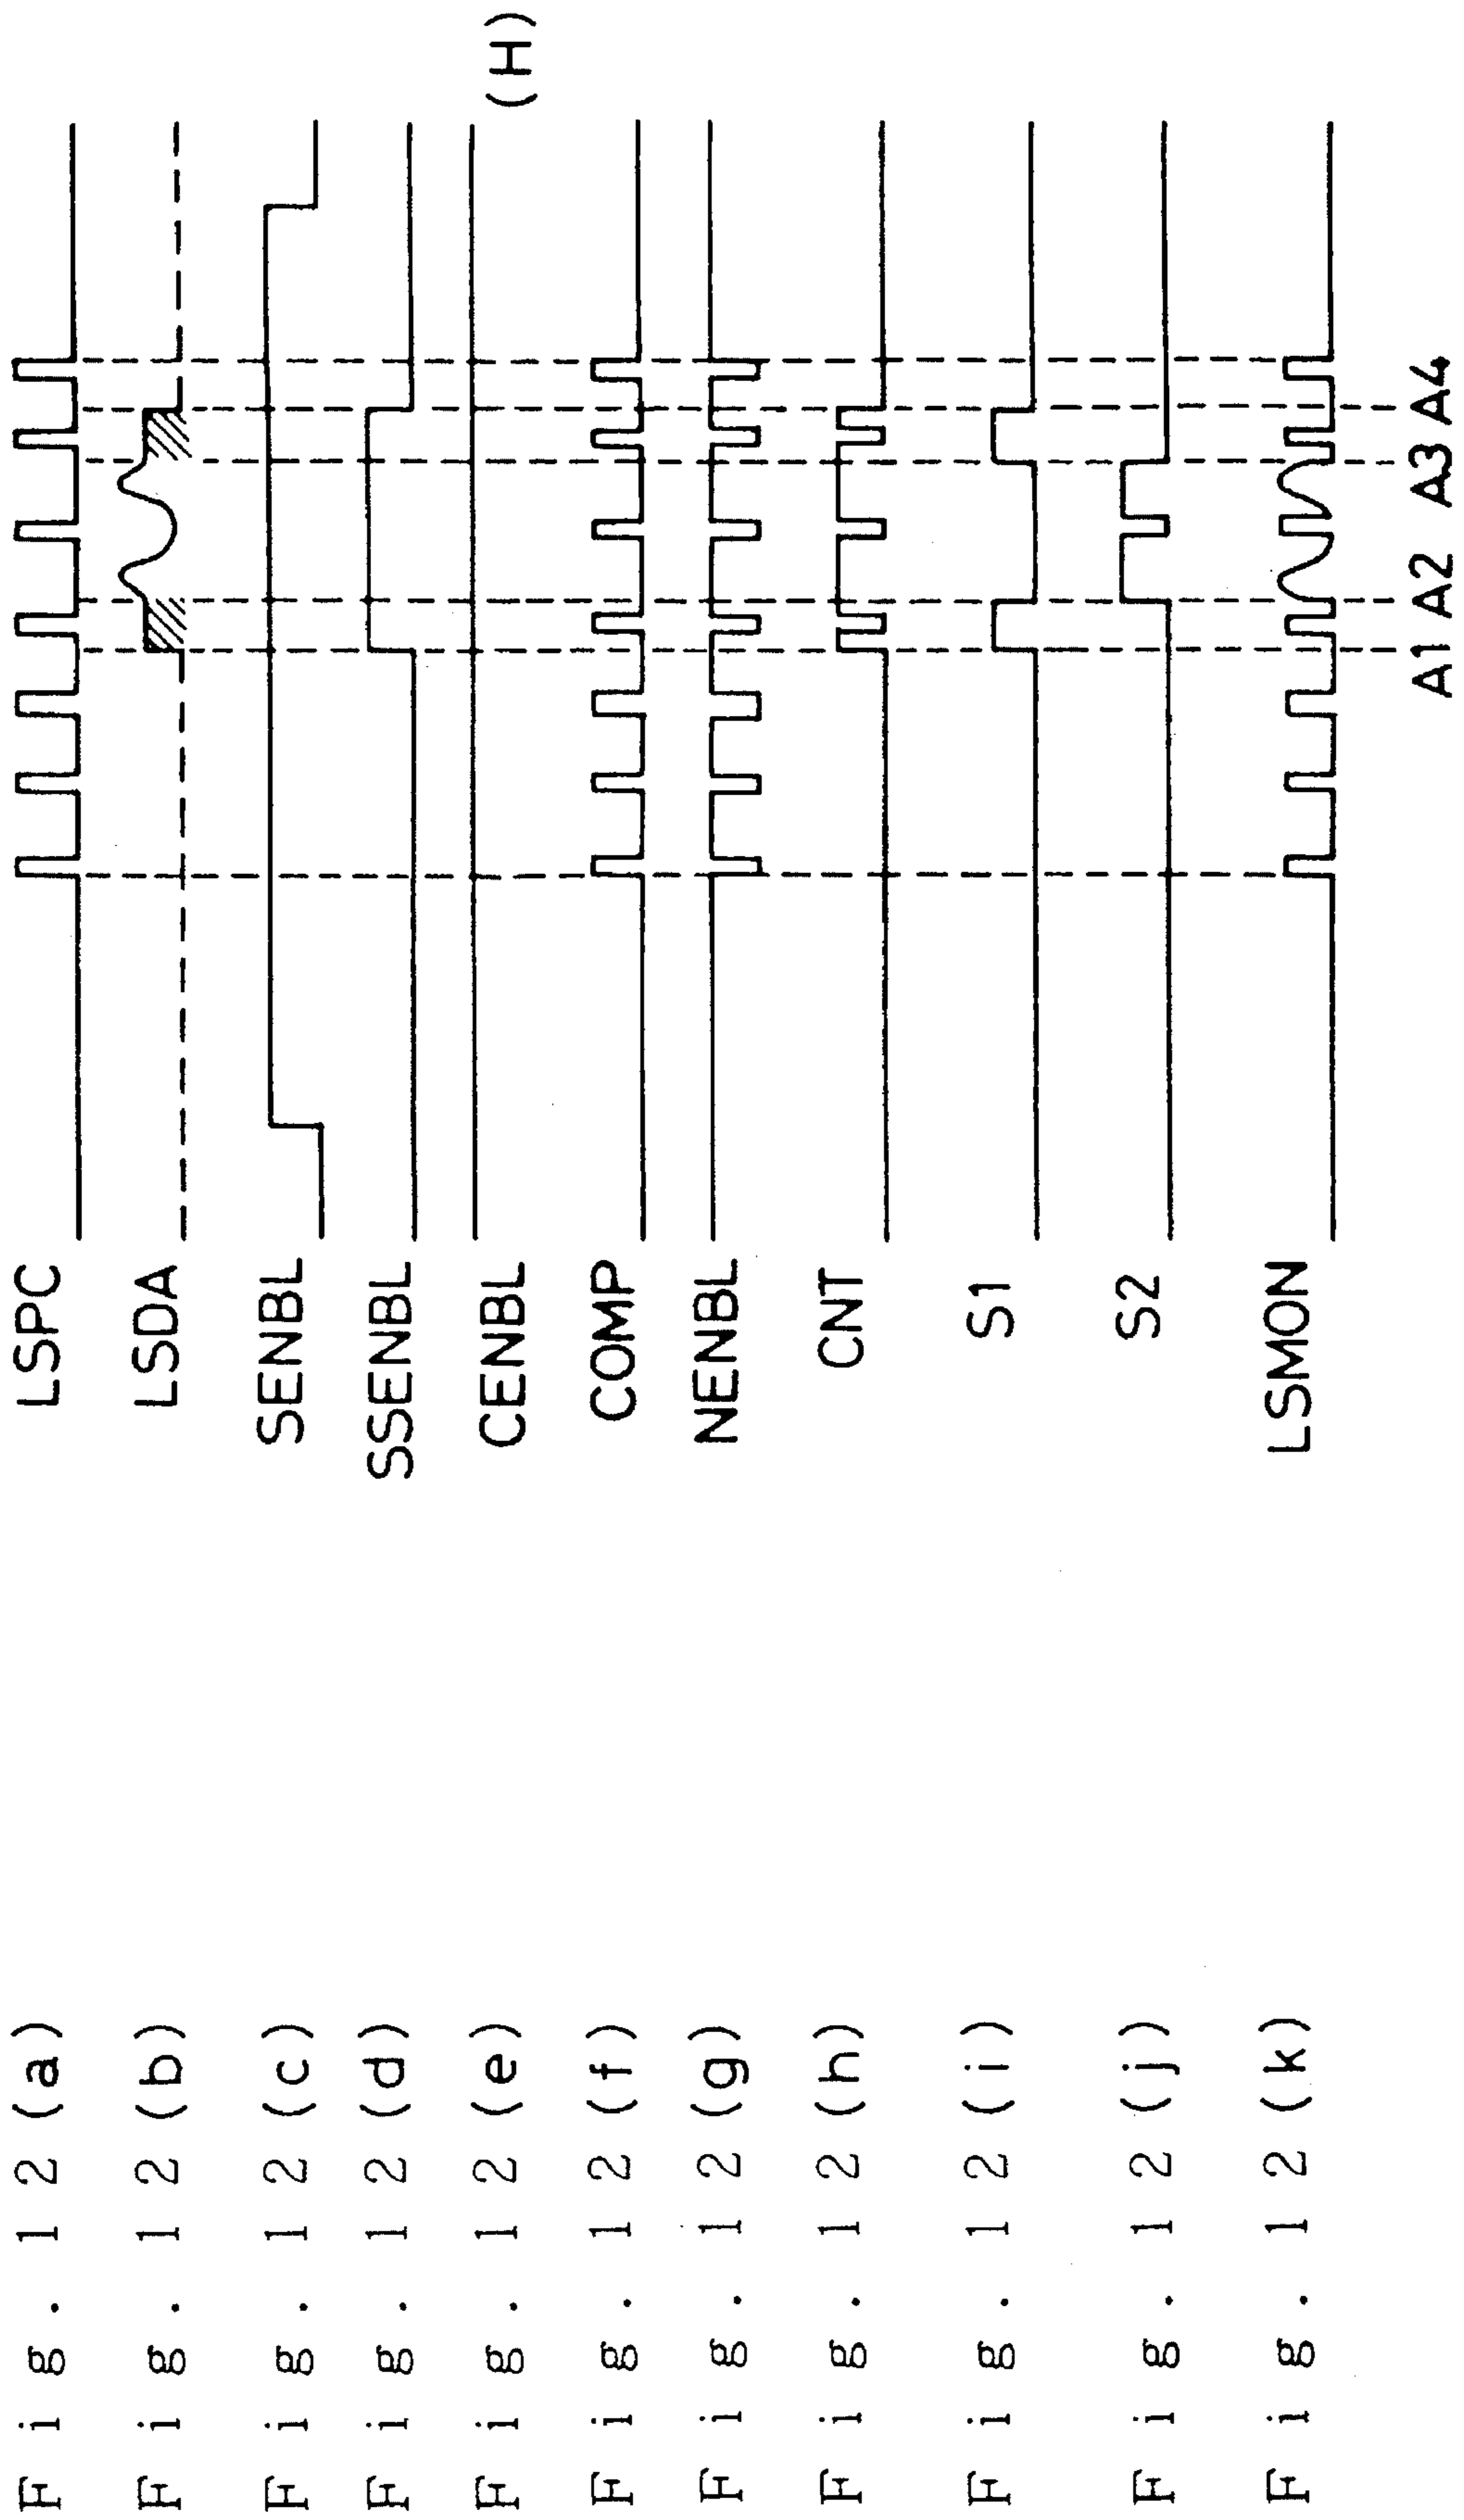 Fig. 12 (a) LSPC
Fig. 12 (b) LSDA
Fig. 12 (c) SENBL
Fig. 12 (d) SSENBL
Fig. 12 (e) CENBL (H)
Fig. 12 (f) COMP
Fig. 12 (g) NENBL
Fig. 12 (h) CNT
Fig. 12 (i) S1
Fig. 12 (j) S2
Fig. 12 (k) LSMON
A1 A2 A3 A4